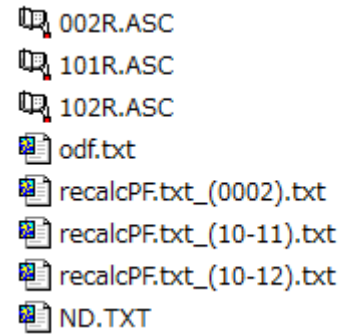 002R.ASC
101R.ASC
102R.ASC
odf.txt
recalcPF.txt_(0002).txt
recalcPF.txt_(10-11).txt
recalcPF.txt_(10-12).txt
ND.TXT